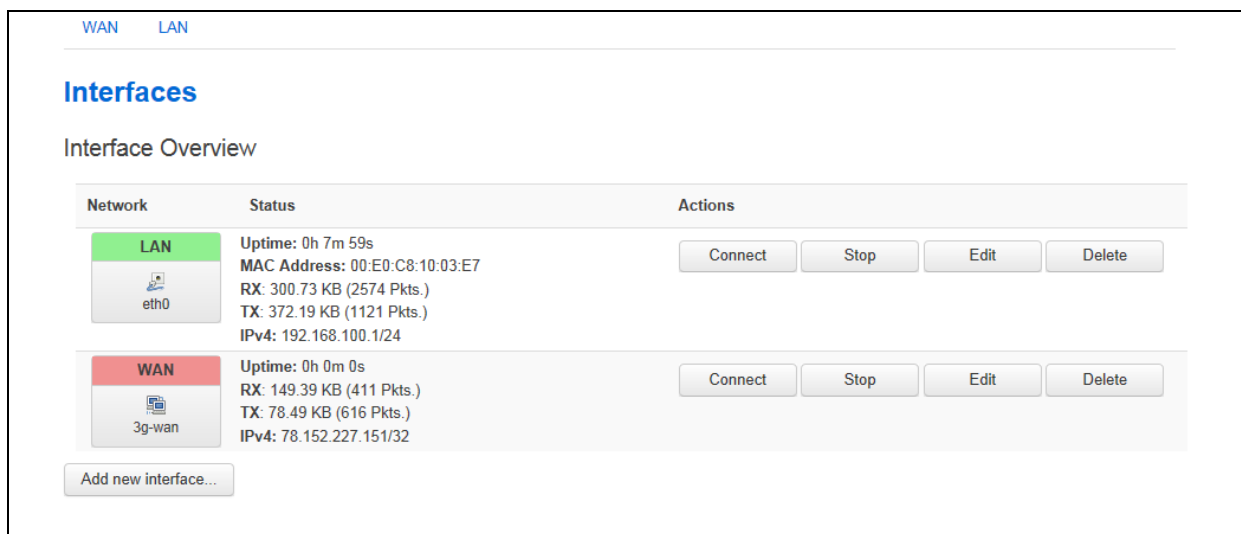 WAN LAN
Interfaces
Interface Overview
Network Status Actions
LAN
eth0
Uptime: 0h 7m 59s
MAC Address: 00:E0:C8:10:03:E7
RX: 300.73 KB (2574 Pkts.)
TX: 372.19 KB (1121 Pkts.)
IPv4: 192.168.100.1/24
Connect Stop Edit Delete
WAN
3g-wan
Uptime: 0h 0m 0s
RX: 149.39 KB (411 Pkts.)
TX: 78.49 KB (616 Pkts.)
IPv4: 78.152.227.151/32
Connect Stop Edit Delete
Add new interface...